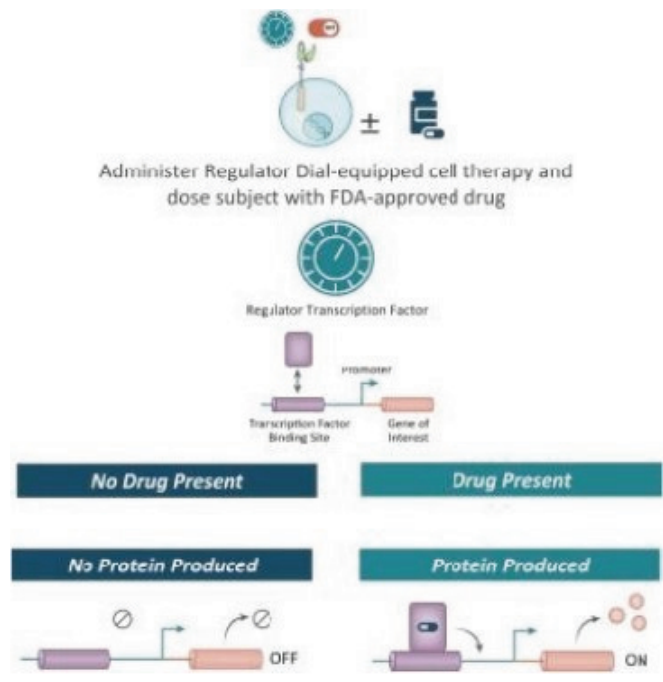 ±
Administer Regulator Dial-equipped cell therapy and
dose subject with FDA-approved drug
Regulator Transcription Factor
Promoter
Transcription Factor
Binding Site
Gene of
Interest
No Drug Present
Drug Present
No Protein Produced
Protein Produced
OFF
ON